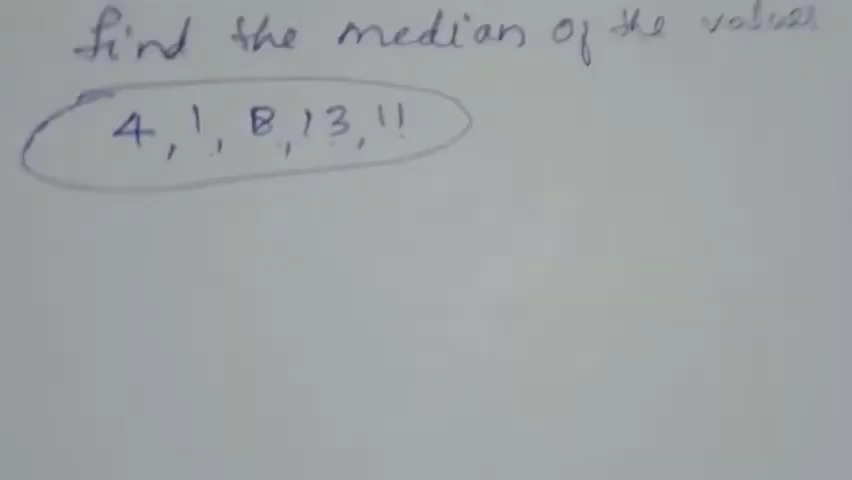 find the median of the values
4, 1, 8, 13, 11